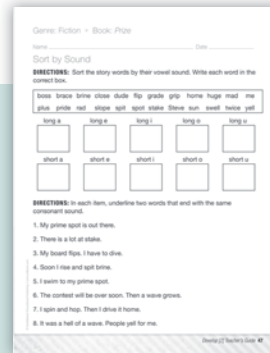 Genre: Fiction • Book: Prize
Name Date
Sort by Sound
DIRECTIONS: Sort the story words by their vowel sound. Write each word in the
correct box.
boss brace brine close dude flip grade grip home huge mad me
plus pride rad slope spit spot stake Steve sun swell twice yell
long a long e long i long o long u
short a short e short i short o short u
DIRECTIONS: In each item, underline two words that end with the same
consonant sound.
1. My prime spot is out there.
2. There is a lot at stake.
3. My board flips. I have to dive.
4. Soon I rise and spit brine.
5. I swim to my prime spot.
6. The contest will be over soon. Then a wave grows.
7. I spin and hop. Then I drive it home.
8. It was a hell of a wave. People yell for me.
Teacher's Guide 47